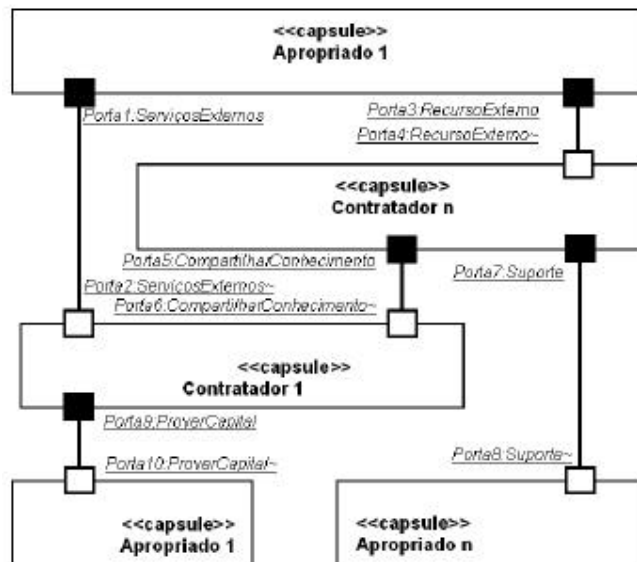 <<capsule>>
Apropriado 1
Porta1:ServiçosExternos
Porta3:RecursoExterno
Porta4:RecursoExterno~
<<capsule>>
Contratador n
Porta5:CompartilharConhecimento
Porta7:Suporte
Porta2:ServicosExternos~
Porta6:CompartilharConhecimento~
<<capsule>>
Contratador 1
Porta9:ProverCapital
Porta8:Suporte~
Porta10:ProverCapital~
<<capsule>>
Apropriado 1
<<capsule>>
Apropriado n